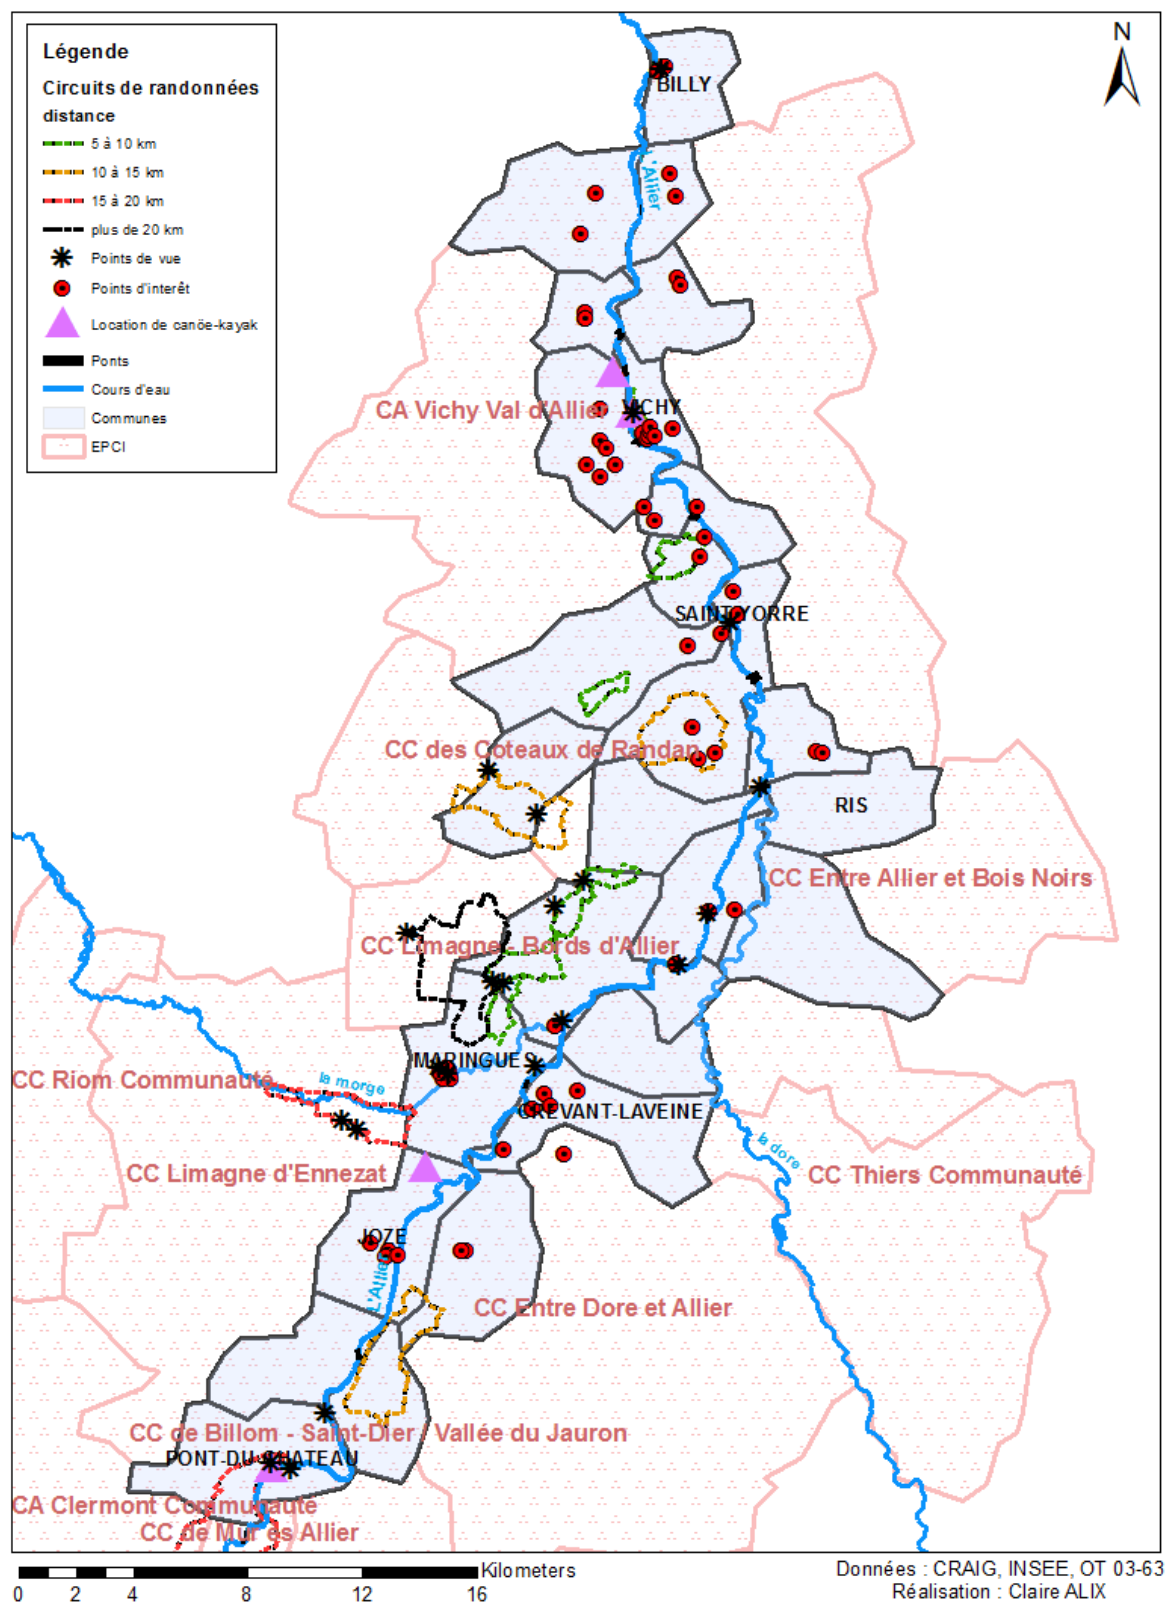 Légende
Circuits de randonnées
distance
5 à 10 km
10 à 15 km
15 à 20 km
plus de 20 km
Points de vue
Points d'interêt
Location de canöe-kayak
Ponts
Cours d'eau
Communes
EPCI
N
BILLY
L'Allier
CA Vichy Val d'Allier
VICHY
SAINT-YORRE
CC des Coteaux de Randan
RIS
CC Entre Allier et Bois Noirs
CC Limagne - Bords d'Allier
MARINGUES
CC Riom Communauté
la morge
CREVANT-LAVEINE
la dore
CC Limagne d'Ennezat
CC Thiers Communauté
JOZE
L'Allier
CC Entre Dore et Allier
CC de Billom - Saint-Dier / Vallée du Jauron
PONT-DU-CHATEAU
CA Clermont Communauté
CC de Mur es Allier
Kilometers
0 2 4 8 12 16
Données : CRAIG, INSEE, OT 03-63
Réalisation : Claire ALIX